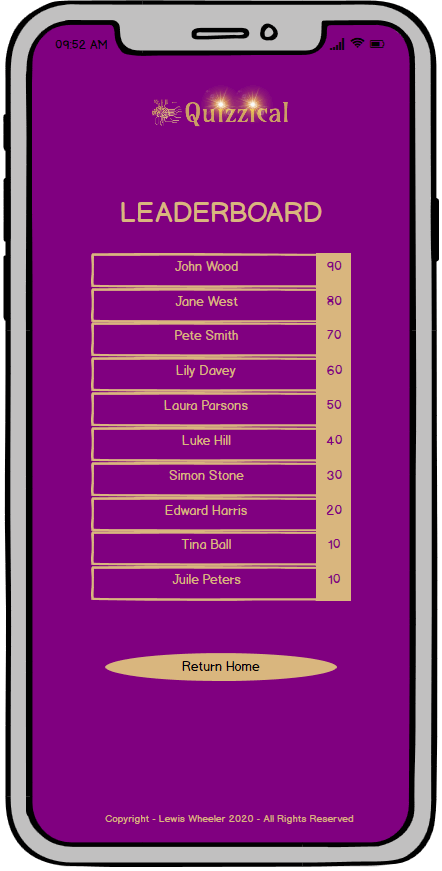 09:52 AM
Quizzical
LEADERBOARD
John Wood 90
Jane West 80
Pete Smith 70
Lily Davey 60
Laura Parsons 50
Luke Hill 40
Simon Stone 30
Edward Harris 20
Tina Ball 10
Juile Peters 10
Return Home
Copyright - Lewis Wheeler 2020 - All Rights Reserved